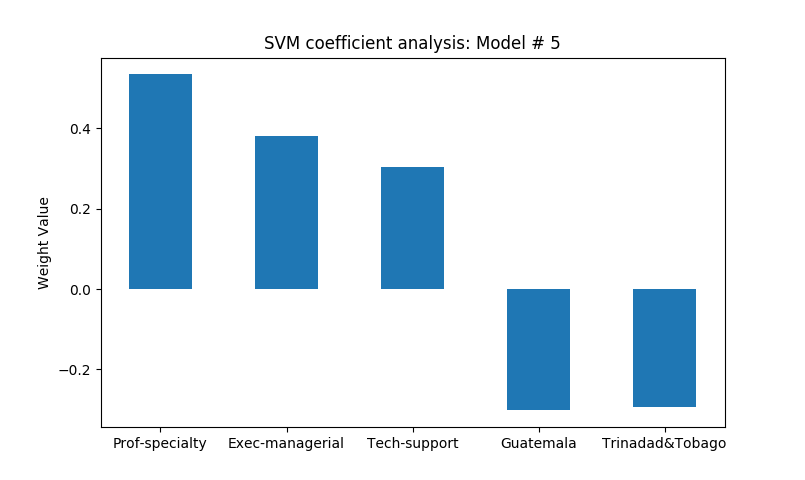 SVM coefficient analysis: Model # 5
Weight Value
0.4
0.2
0.0
−0.2
Prof-specialty Exec-managerial Tech-support Guatemala Trinadad&Tobago